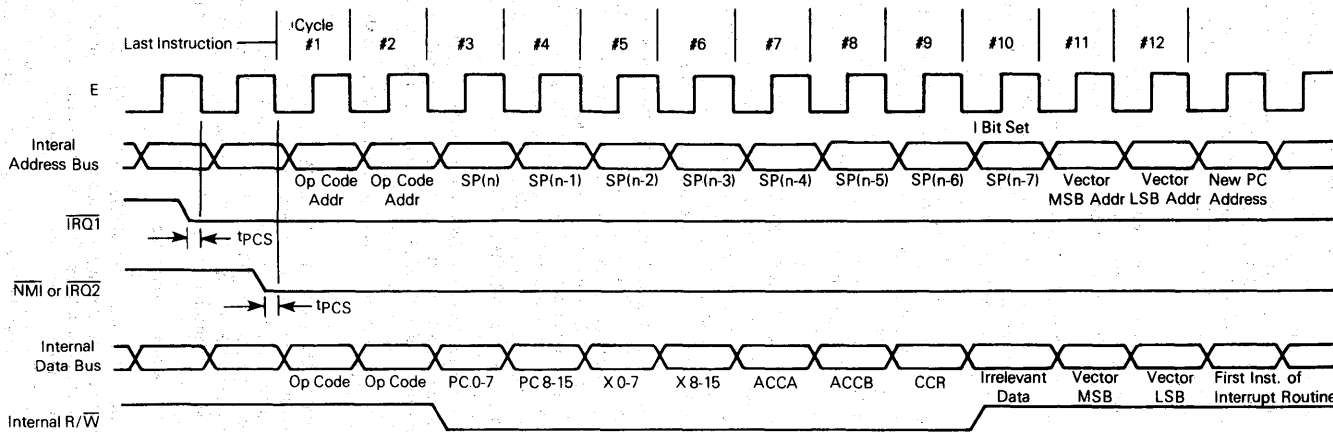 Last Instruction
Cycle
#1 #2 #3 #4 #5 #6 #7 #8 #9 #10 #11 #12
E
I Bit Set
Interal
Address Bus
Op Code Addr Op Code Addr SP(n) SP(n-1) SP(n-2) SP(n-3) SP(n-4) SP(n-5) SP(n-6) SP(n-7) Vector MSB Addr Vector LSB Addr New PC Address
IRQ1
tPCS
NMI or IRQ2
tPCS
Internal
Data Bus
Op Code Op Code PC 0-7 PC 8-15 X 0-7 X 8-15 ACCA ACCB CCR Irrelevant Data Vector MSB Vector LSB First Inst. of Interrupt Routine
Internal R/W